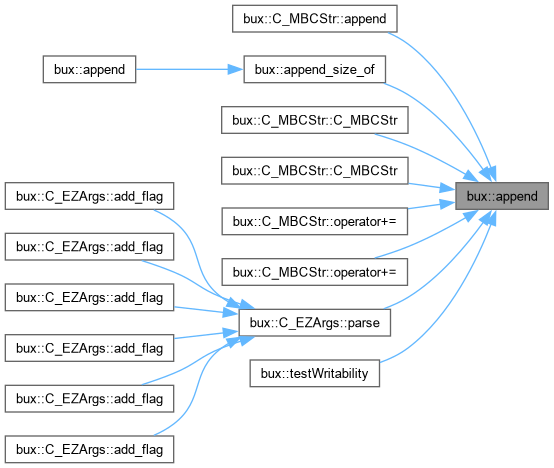 bux::C_MBCStr::append
bux::append
bux::append_size_of
bux::C_MBCStr::C_MBCStr
bux::C_MBCStr::C_MBCStr
bux::C_EZArgs::add_flag
bux::append
bux::C_MBCStr::operator+=
bux::C_EZArgs::add_flag
bux::C_MBCStr::operator+=
bux::C_EZArgs::add_flag
bux::C_EZArgs::parse
bux::C_EZArgs::add_flag
bux::testWritability
bux::C_EZArgs::add_flag
bux::C_EZArgs::add_flag